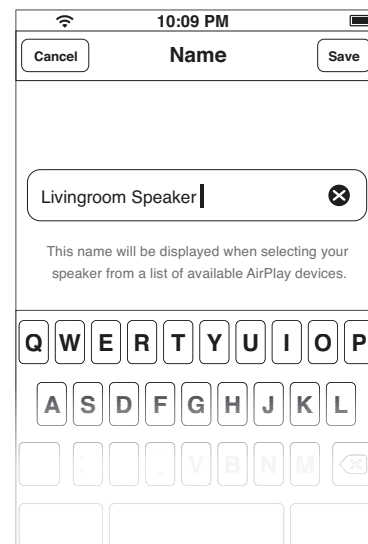 10:09 PM
Cancel Name Save
Livingroom Speaker
This name will be displayed when selecting your
speaker from a list of available AirPlay devices.
Q W E R T Y U I O P
A S D F G H J K L
V B N M